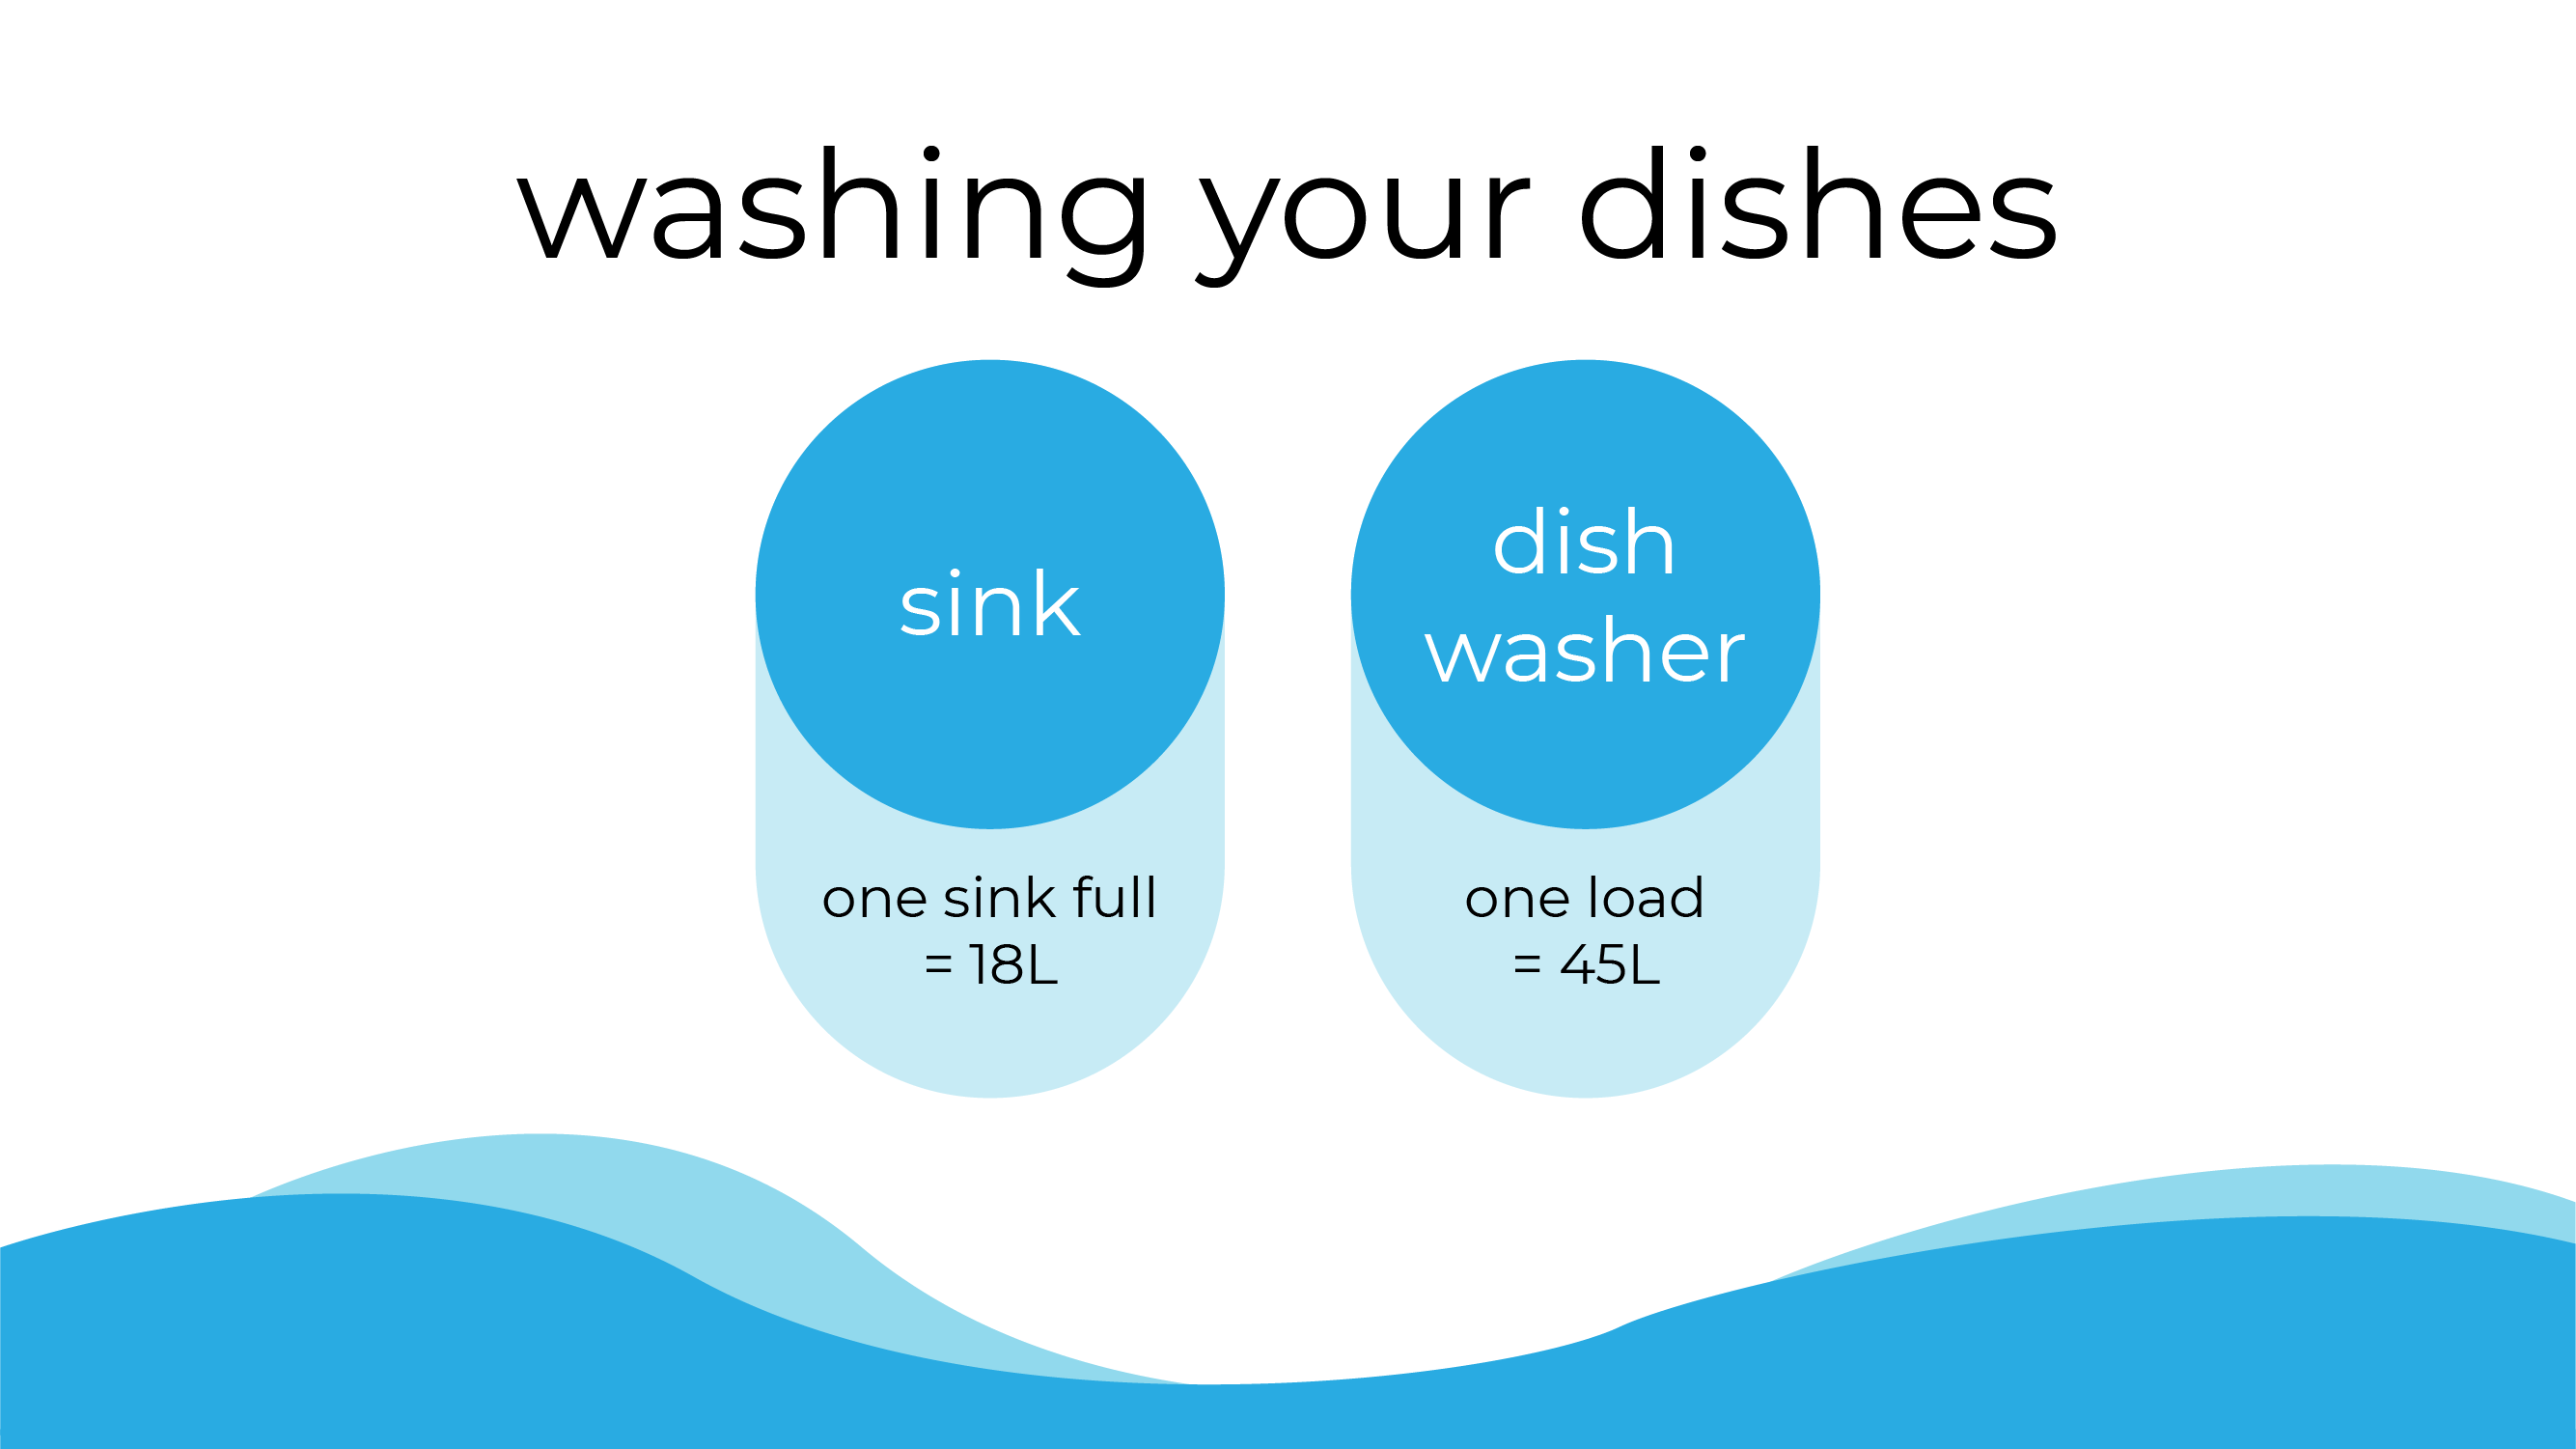 washing your dishes
sink
one sink full
= 18L
dish
washer
one load
= 45L